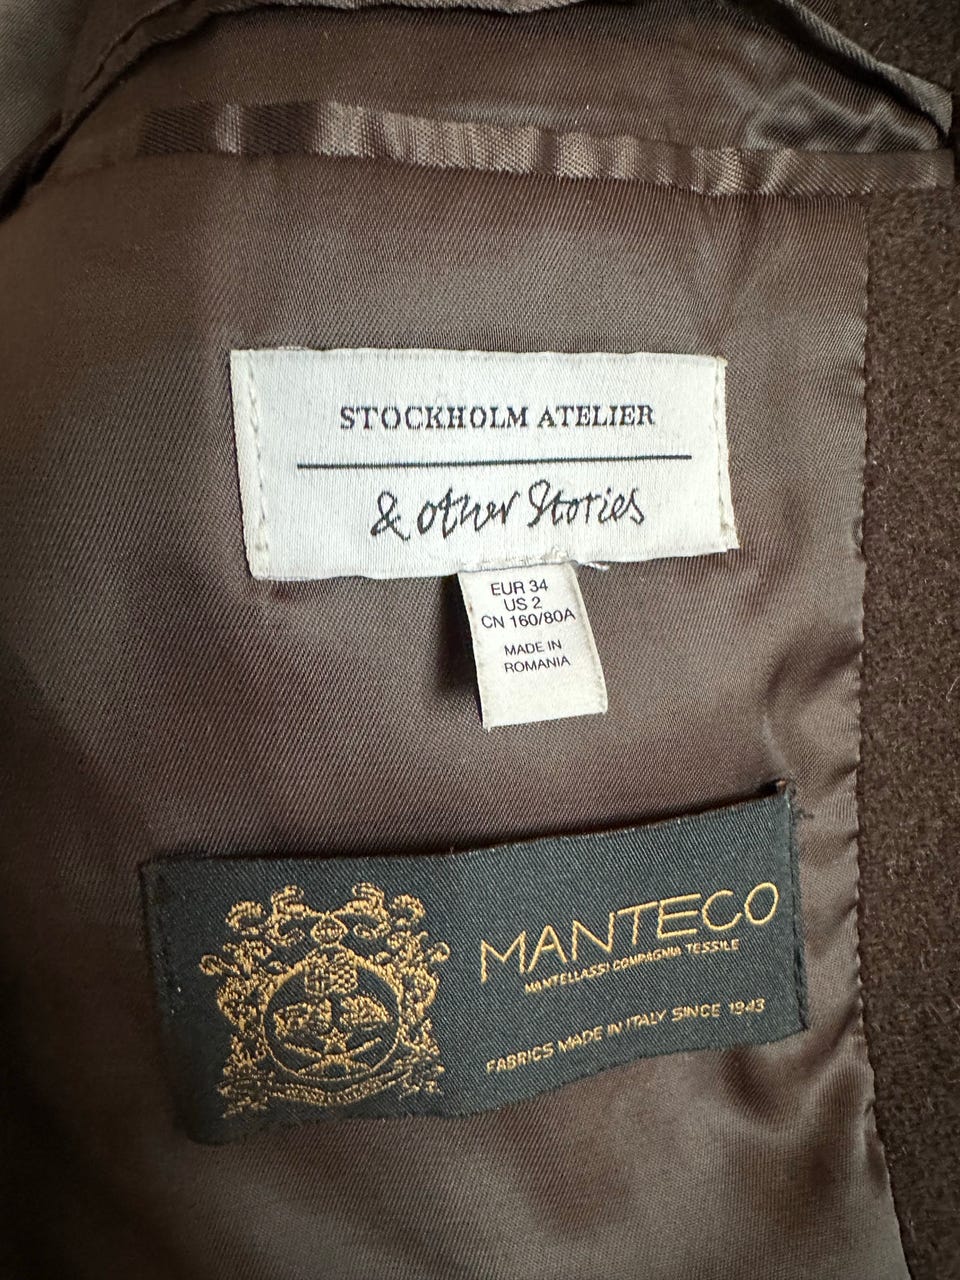 STOCKHOLM ATELIER
& other Stories
EUR 34
US 2
CN 160/80A
MADE IN
ROMANIA
MANTECO
MANTELLASSI COMPAGNIA TESSILE
FABRICS MADE IN ITALY SINCE 1943